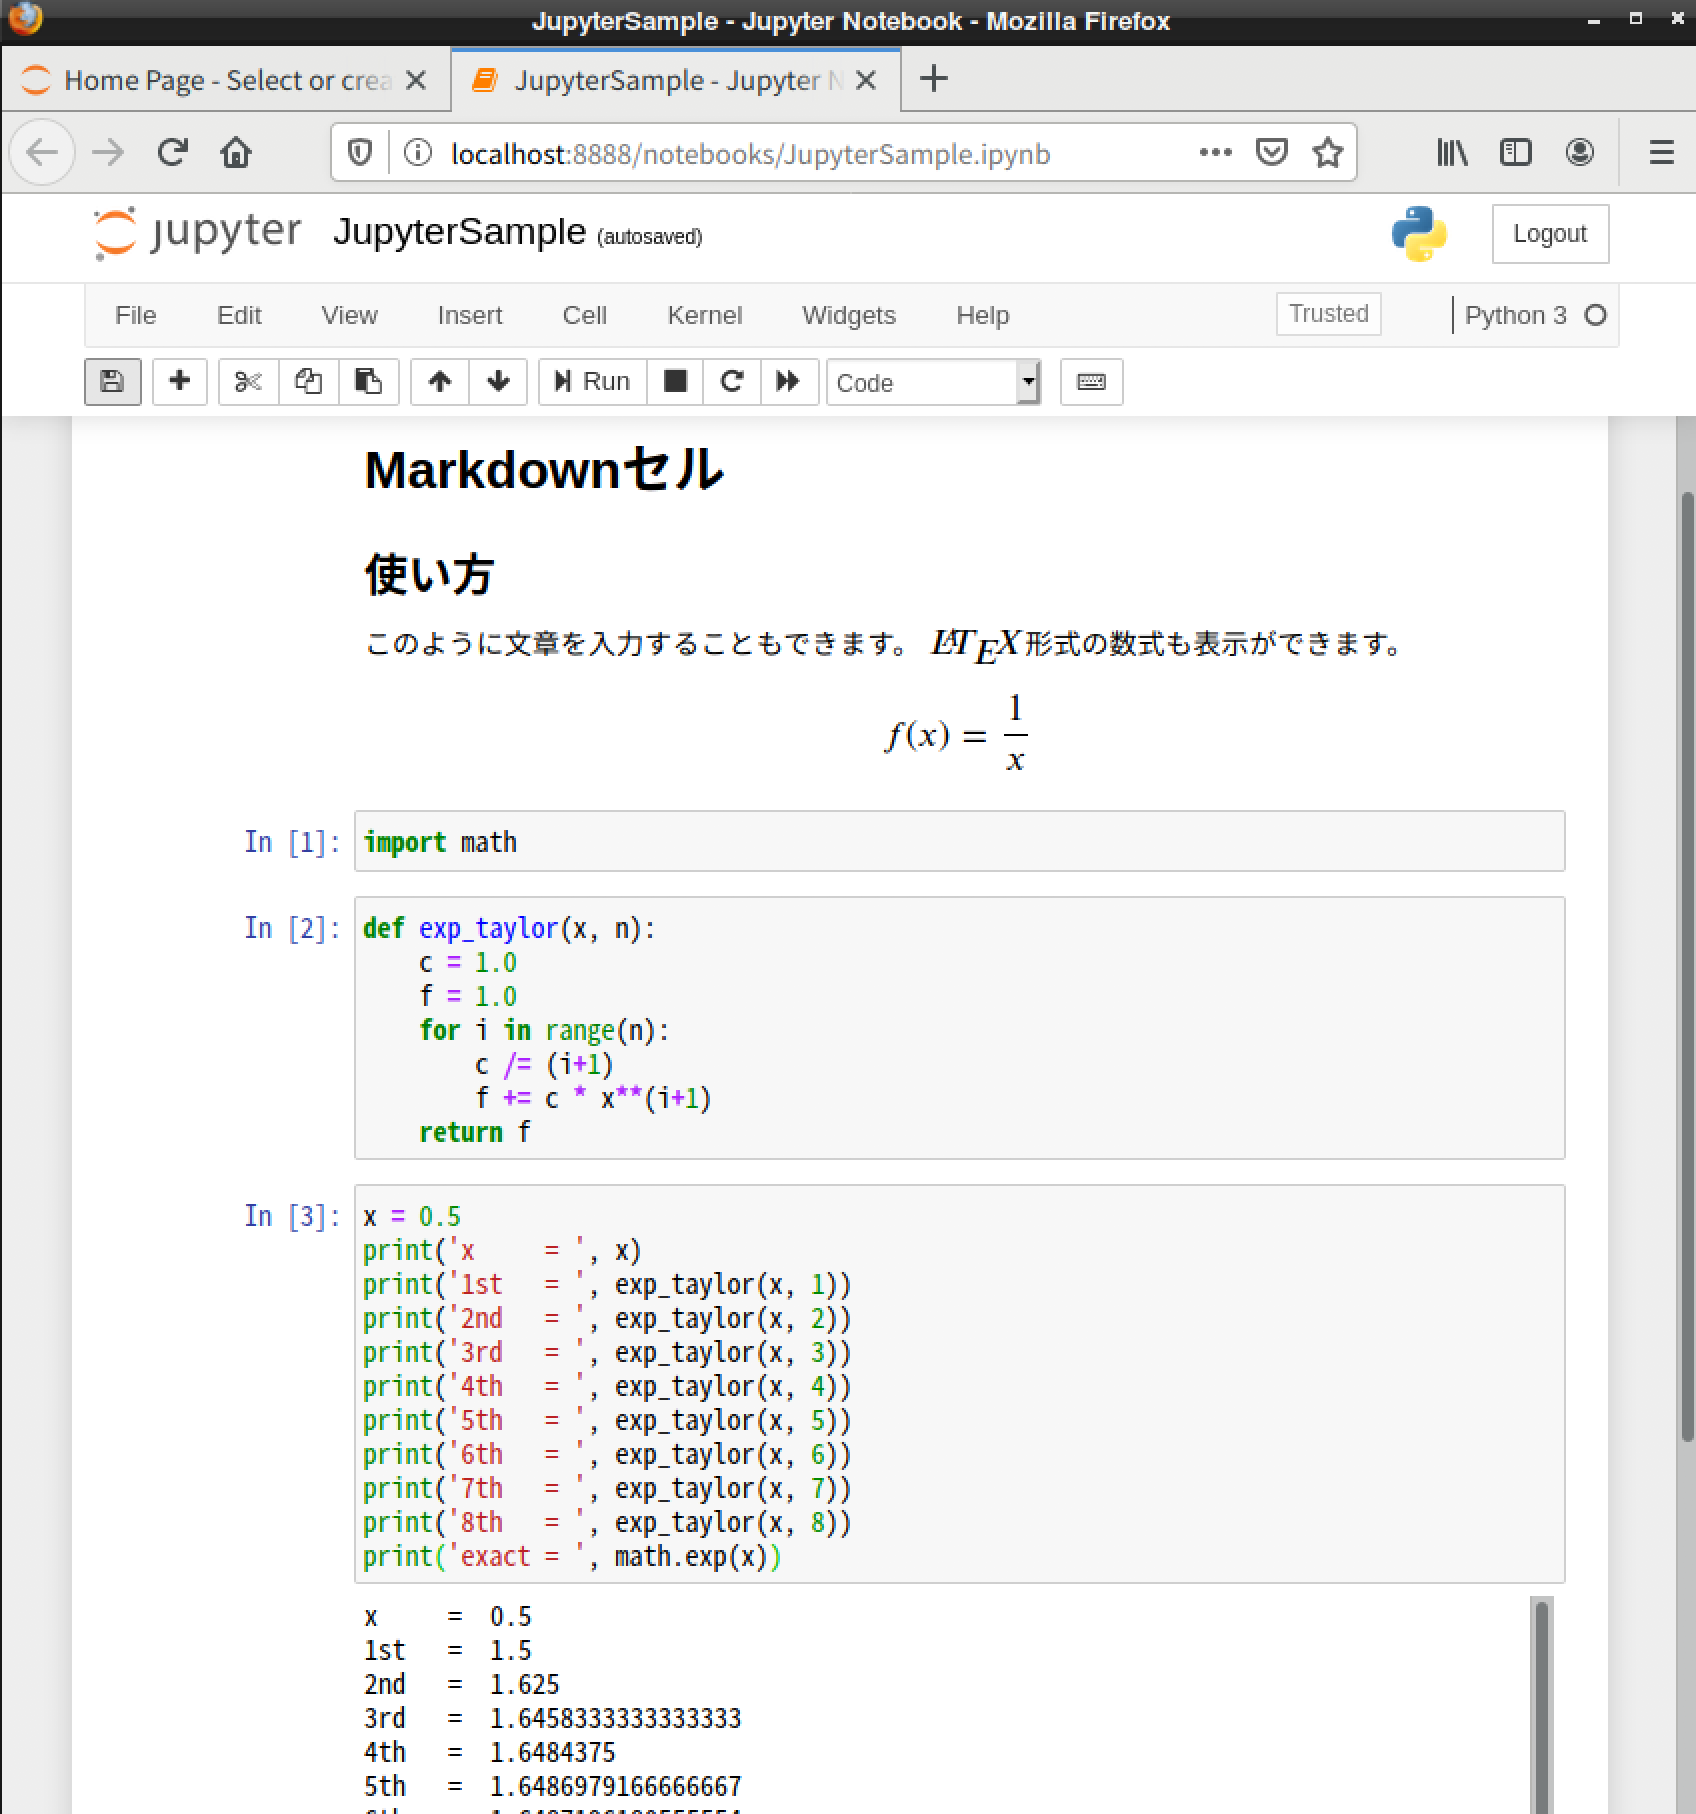 JupyterSample - Jupyter Notebook - Mozilla Firefox
Home Page - Select or crea
JupyterSample - Jupyter N
localhost:8888/notebooks/JupyterSample.ipynb
jupyter JupyterSample (autosaved) Logout
File Edit View Insert Cell Kernel Widgets Help Trusted Python 3
Run Code
Markdownセル
使い方
このように文章を入力することもできます。 LATEX形式の数式も表示ができます。
f(x) = 1/x
In [1]: import math
In [2]: def exp_taylor(x, n):
    c = 1.0
    f = 1.0
    for i in range(n):
        c /= (i+1)
        f += c * x**(i+1)
    return f
In [3]: x = 0.5
print('x     = ', x)
print('1st   = ', exp_taylor(x, 1))
print('2nd   = ', exp_taylor(x, 2))
print('3rd   = ', exp_taylor(x, 3))
print('4th   = ', exp_taylor(x, 4))
print('5th   = ', exp_taylor(x, 5))
print('6th   = ', exp_taylor(x, 6))
print('7th   = ', exp_taylor(x, 7))
print('8th   = ', exp_taylor(x, 8))
print('exact = ', math.exp(x))
x     =  0.5
1st   =  1.5
2nd   =  1.625
3rd   =  1.6458333333333333
4th   =  1.6484375
5th   =  1.6486979166666667